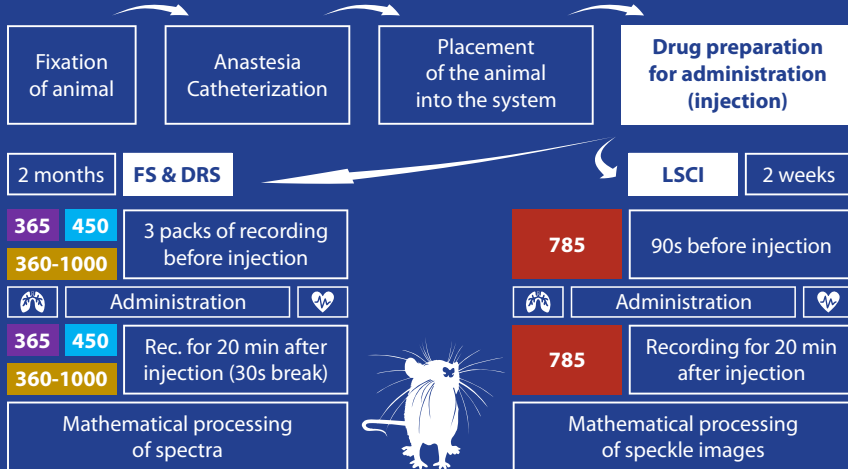 Fixation
of animal
Anastesia
Catheterization
Placement
of the animal
into the system
Drug preparation
for administration
(injection)
2 months
FS & DRS
365
450
360-1000
3 packs of recording
before injection
Administration
365
450
360-1000
Rec. for 20 min after
injection (30s break)
Mathematical processing
of spectra
LSCI
2 weeks
785
90s before injection
Administration
785
Recording for 20 min
after injection
Mathematical processing
of speckle images